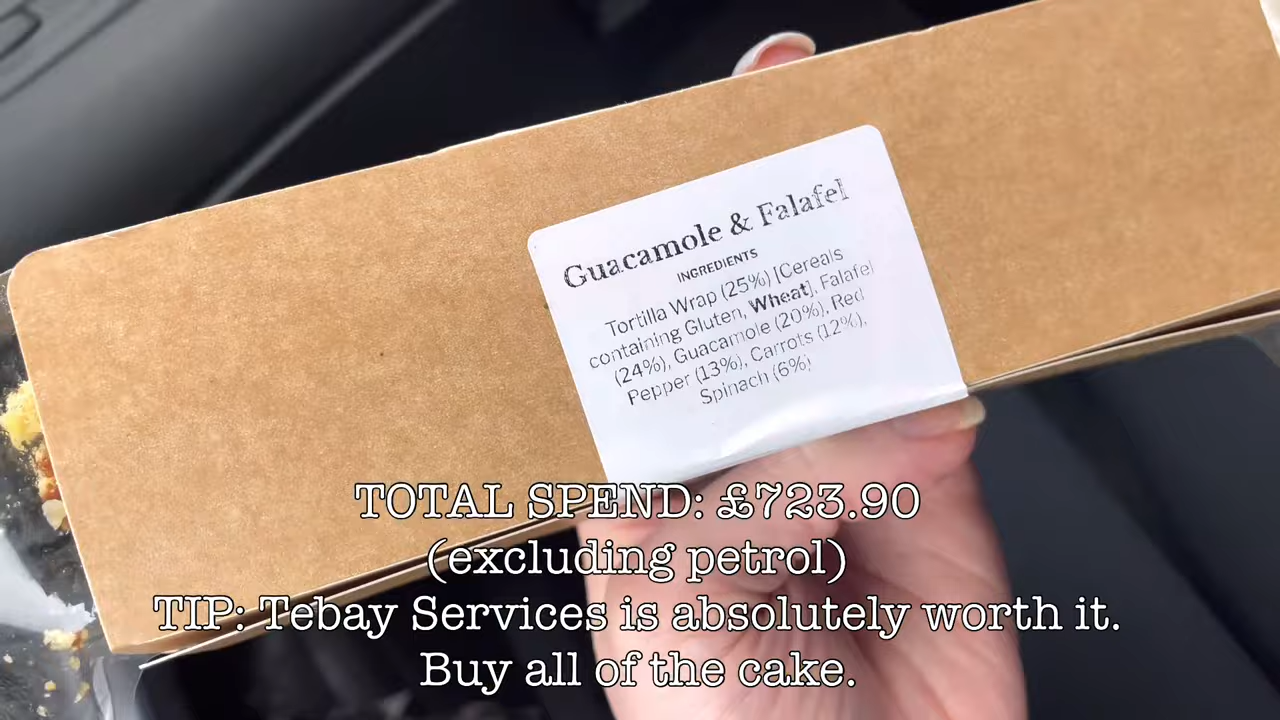 Guacamole & Falafel
INGREDIENTS
Tortilla Wrap (25%) [Cereals
containing Gluten, Wheat], Falafel
(24%), Guacamole (20%), Red
Pepper (13%), Carrots (12%),
Spinach (6%)
TOTAL SPEND: £723.90
(excluding petrol)
TIP: Tebay Services is absolutely worth it.
Buy all of the cake.